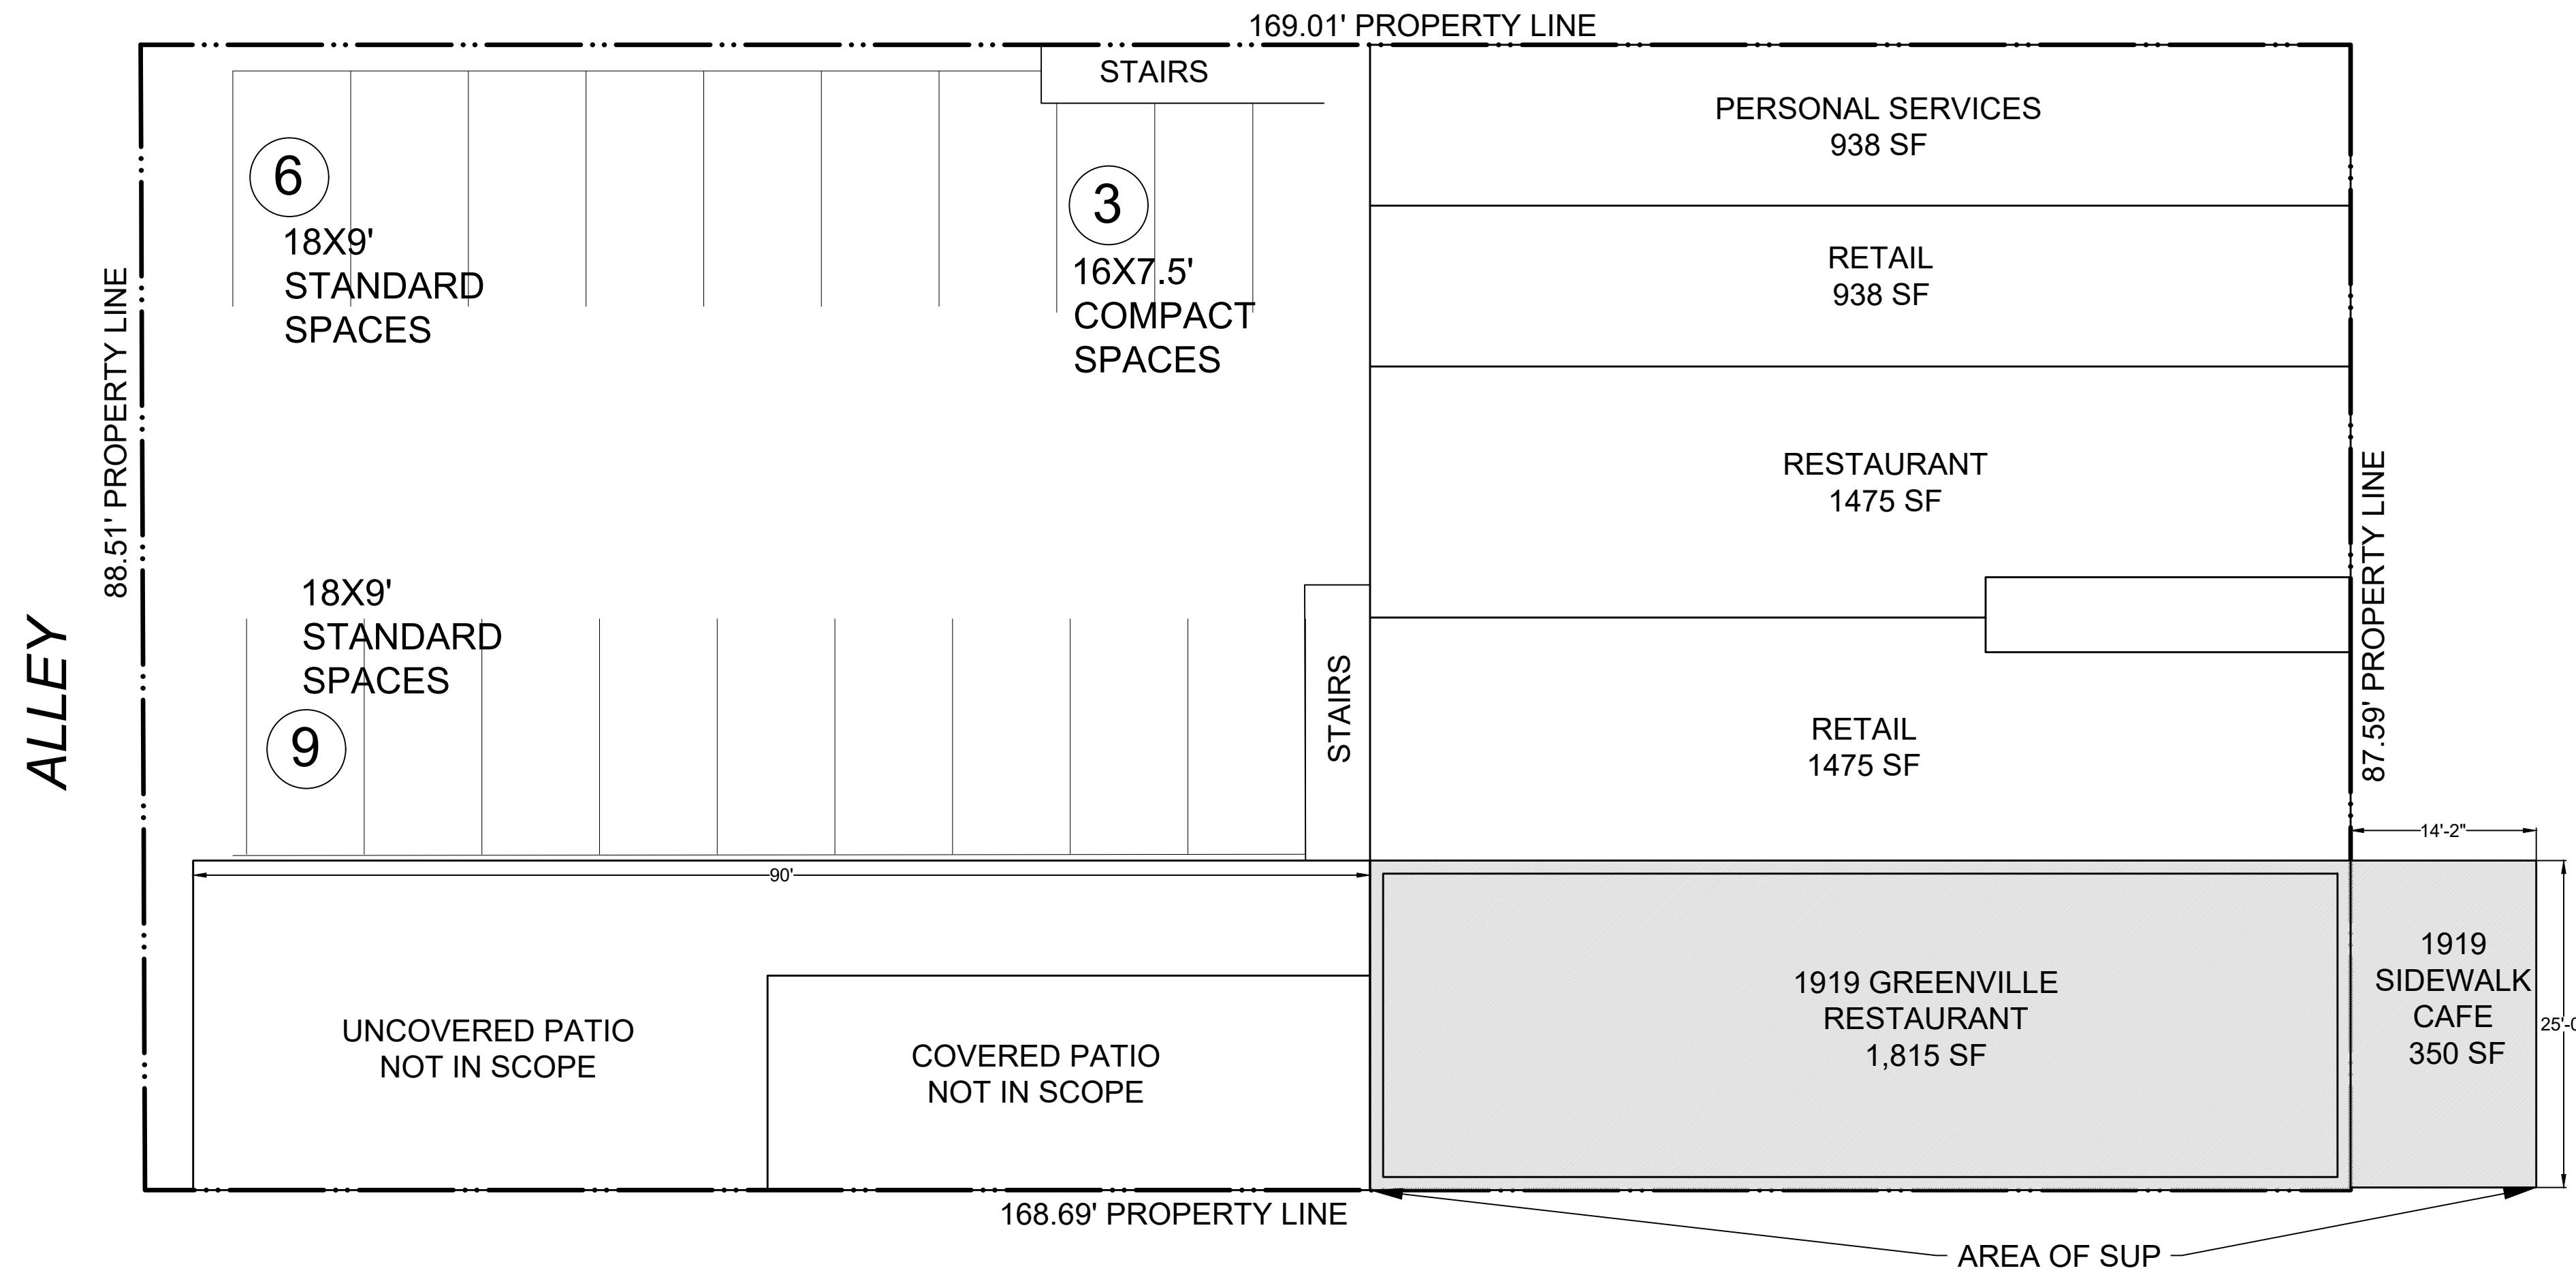 169.01' PROPERTY LINE
STAIRS
PERSONAL SERVICES
938 SF
6
18X9'
STANDARD
SPACES
3
16X7.5'
COMPACT
SPACES
RETAIL
938 SF
88.51' PROPERTY LINE
RESTAURANT
1475 SF
87.59' PROPERTY LINE
ALLEY
18X9'
STANDARD
SPACES
9
STAIRS
RETAIL
1475 SF
14'-2"
90'
UNCOVERED PATIO
NOT IN SCOPE
COVERED PATIO
NOT IN SCOPE
1919 GREENVILLE
RESTAURANT
1,815 SF
1919
SIDEWALK
CAFE
350 SF
25'-0
168.69' PROPERTY LINE
AREA OF SUP